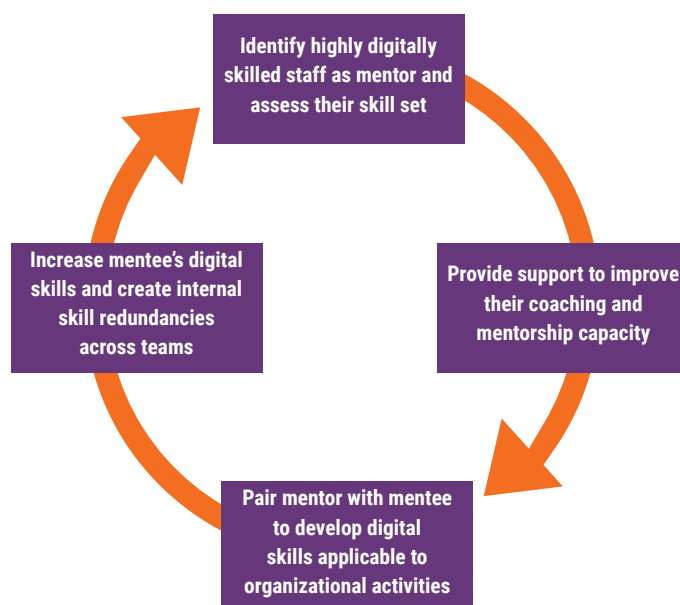 Identify highly digitally
skilled staff as mentor and
assess their skill set
Provide support to improve
their coaching and
mentorship capacity
Pair mentor with mentee
to develop digital
skills applicable to
organizational activities
Increase mentee’s digital
skills and create internal
skill redundancies
across teams